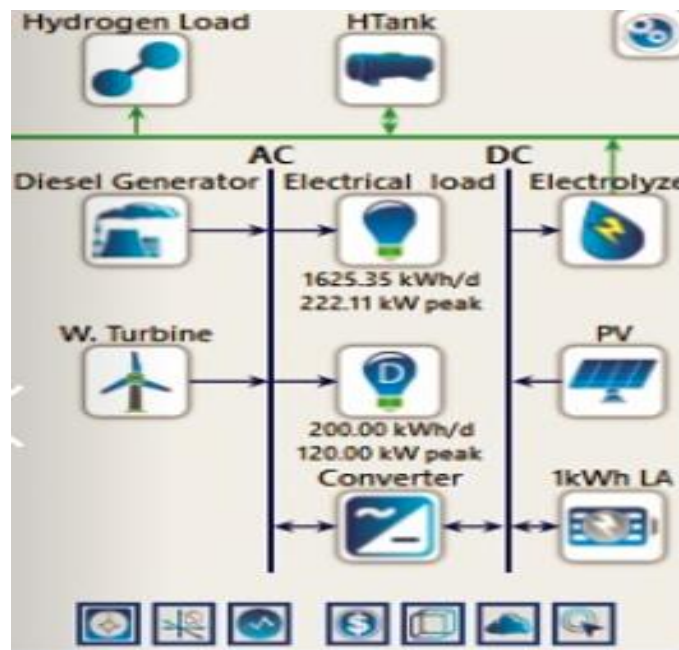 Hydrogen Load HTank
AC DC
Diesel Generator Electrical load Electrolyze
1625.35 kWh/d
222.11 kW peak
W. Turbine PV
D
200.00 kWh/d
120.00 kW peak
Converter 1kWh LA
$